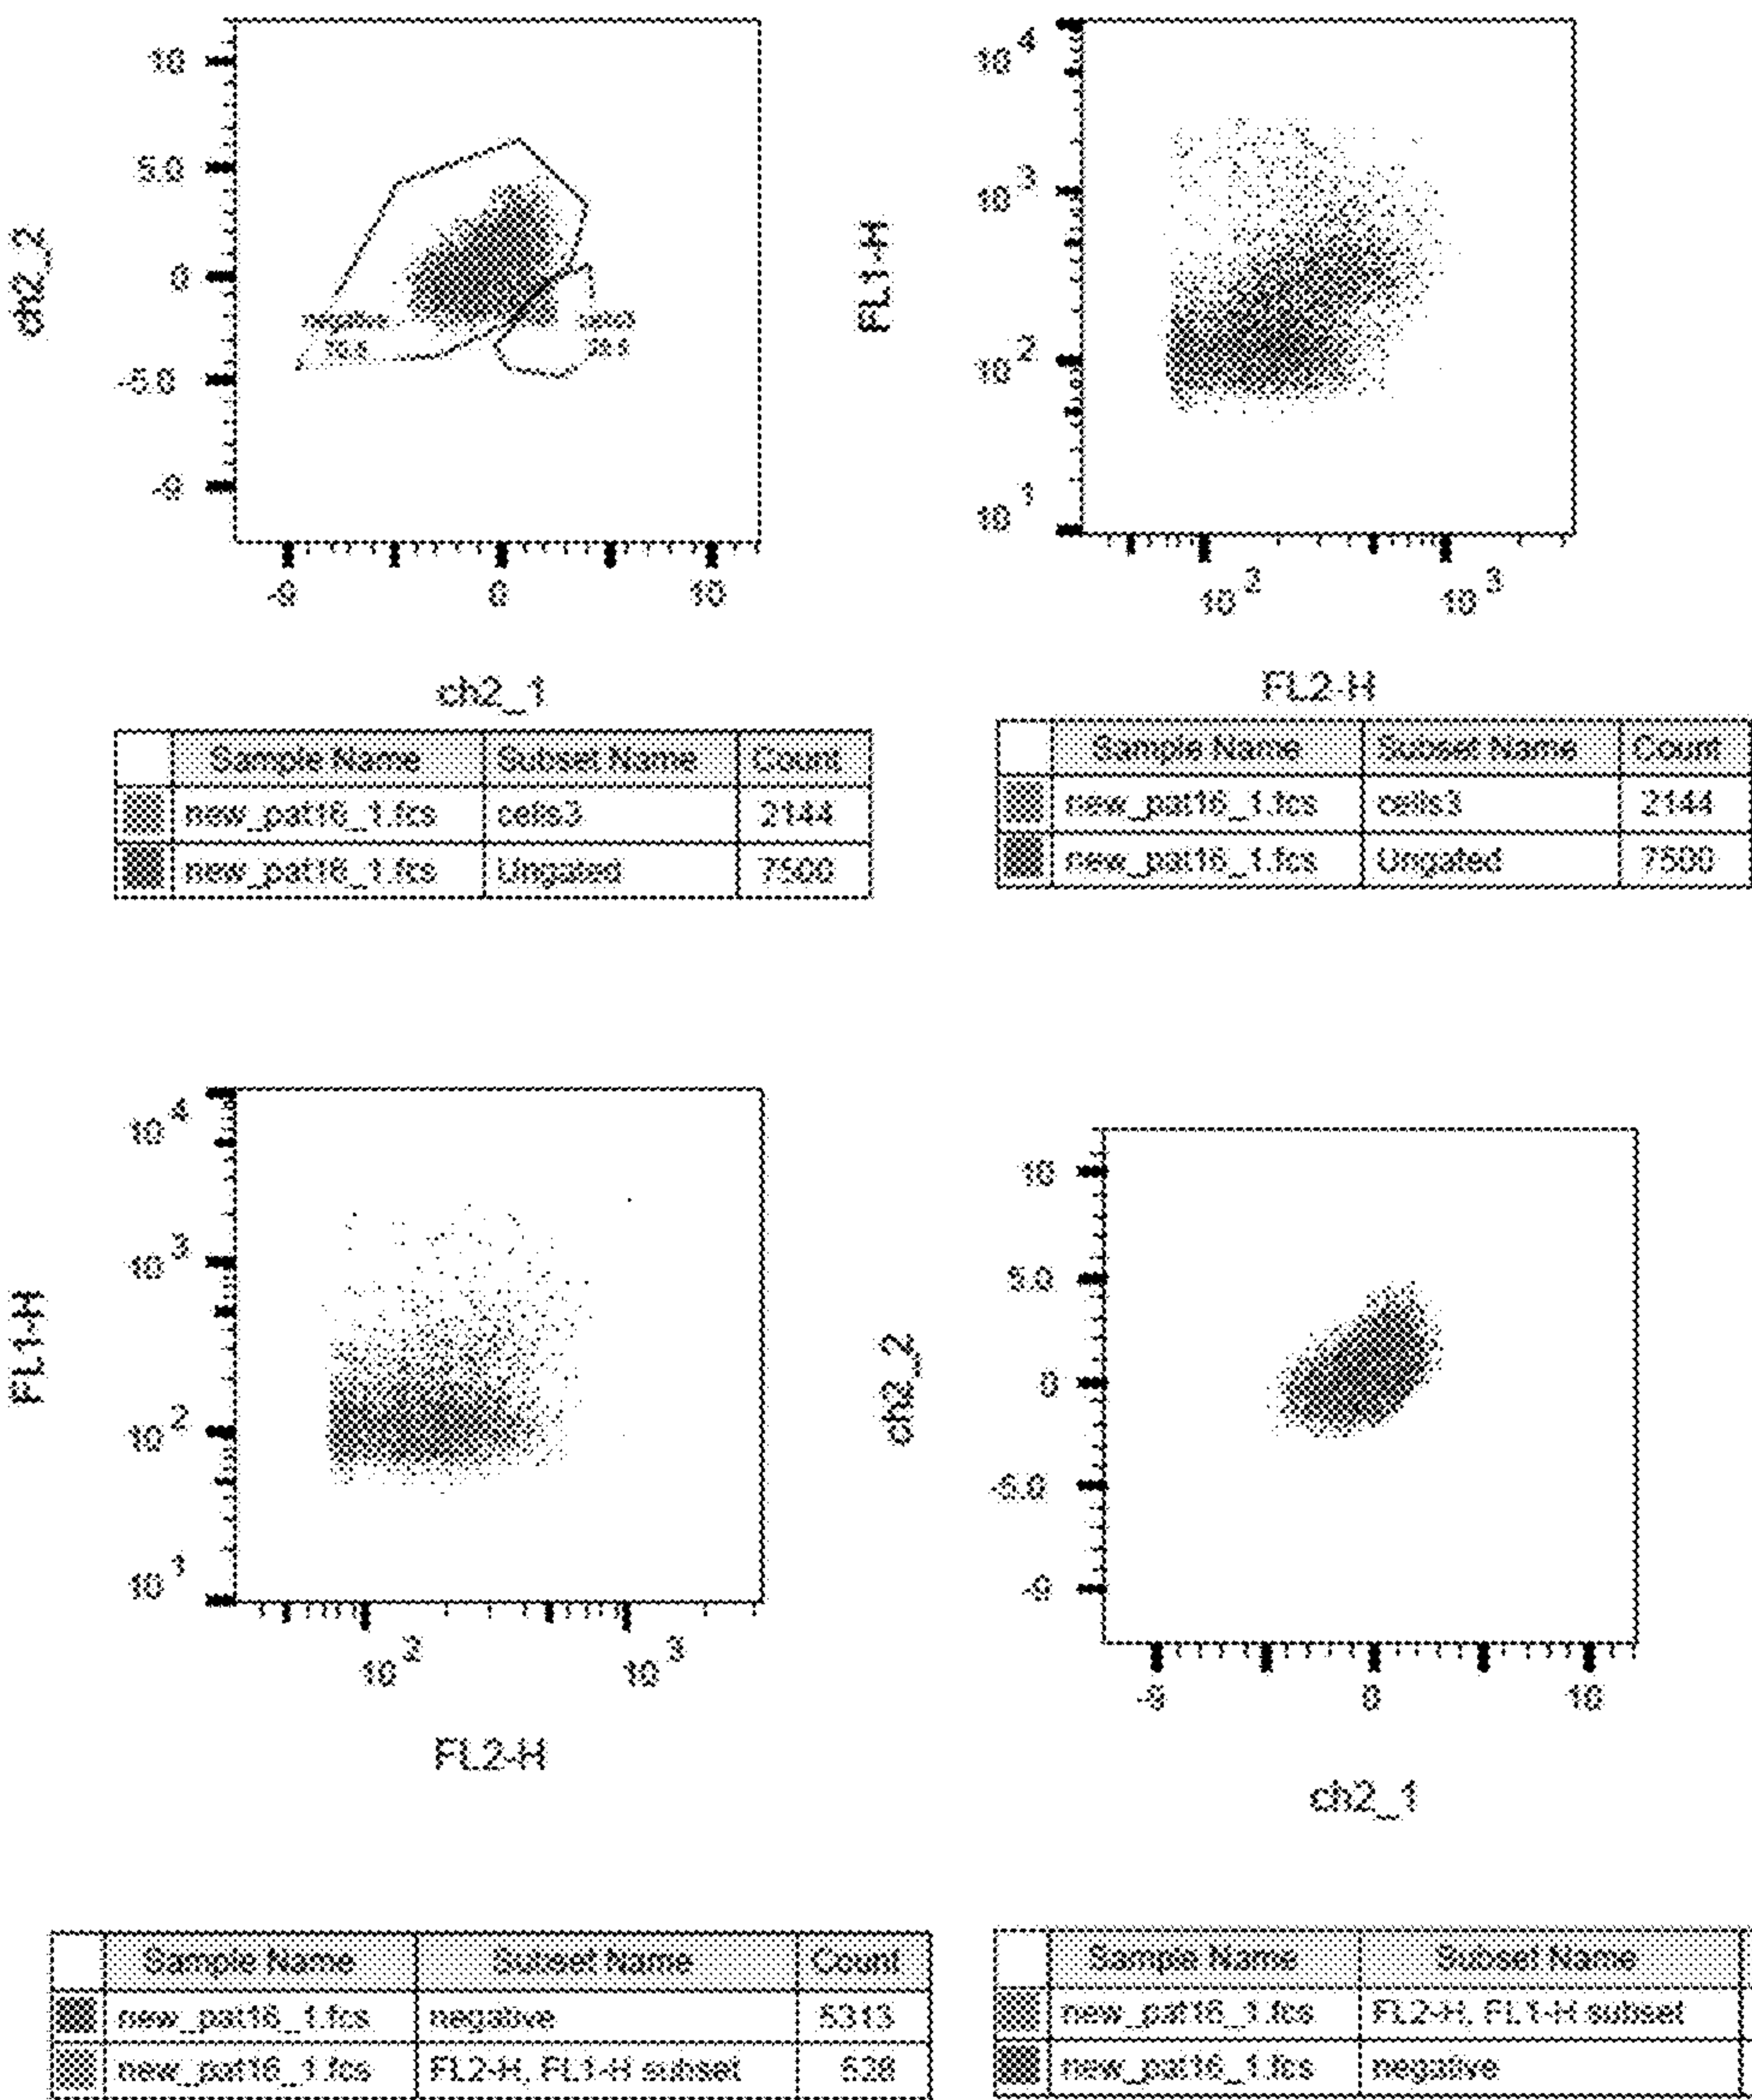 10
5.0
0
-5.0
-9
ch2_2
-9 0 10
ch2_1
10 4
10 3
10 2
10 1
FL1-H
10 2 10 3
FL2-H
negative
cells3
Sample Name Subset Name Count
new_pat16_1.fcs cells3 2144
new_pat16_1.fcs Ungated 7500
Sample Name Subset Name Count
new_pat16_1.fcs cells3 2144
new_pat16_1.fcs Ungated 7500
10 4
10 3
10 2
10 1
FL1-H
10 2 10 3
FL2-H
10
5.0
0
-5.0
-9
ch2_2
-9 0 10
ch2_1
Sample Name Subset Name Count
new_pat16_1.fcs negative 5313
new_pat16_1.fcs FL2-H, FL1-H subset 528
Sample Name Subset Name
new_pat16_1.fcs FL2-H, FL1-H subset
new_pat16_1.fcs negative